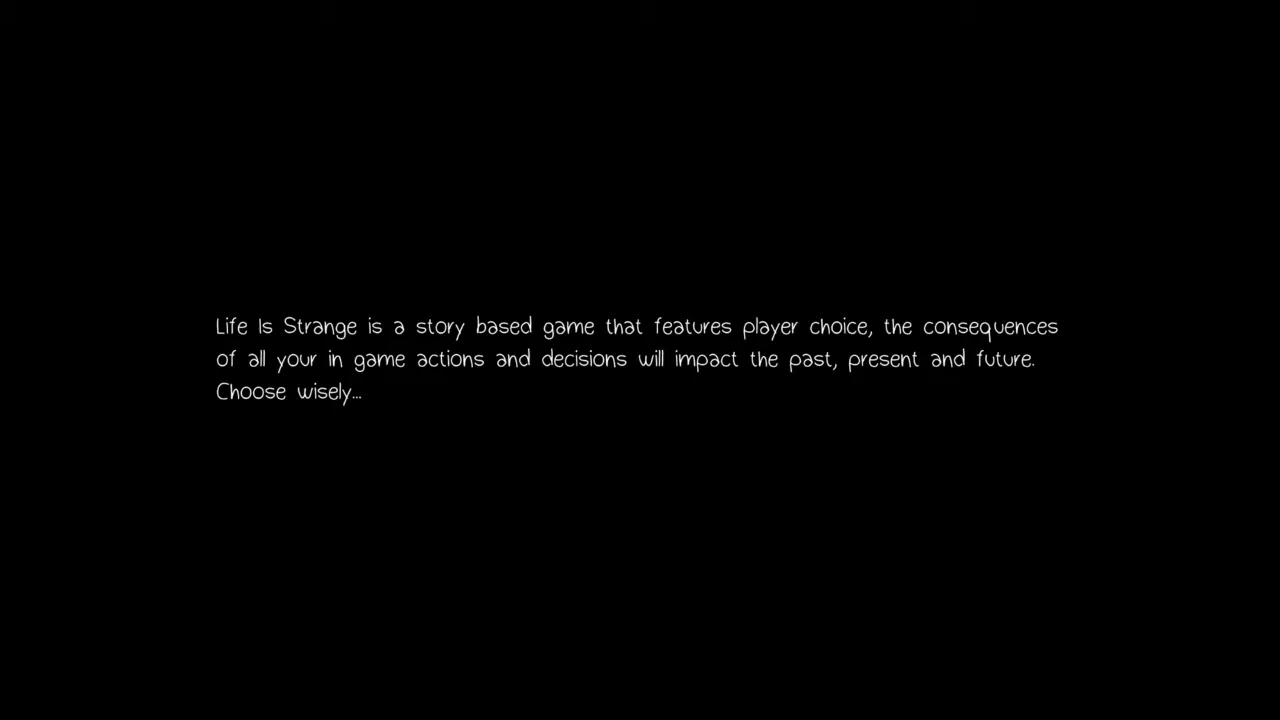 Life Is Strange is a story based game that features player choice, the consequences
of all your in game actions and decisions will impact the past, present and future.
Choose wisely...